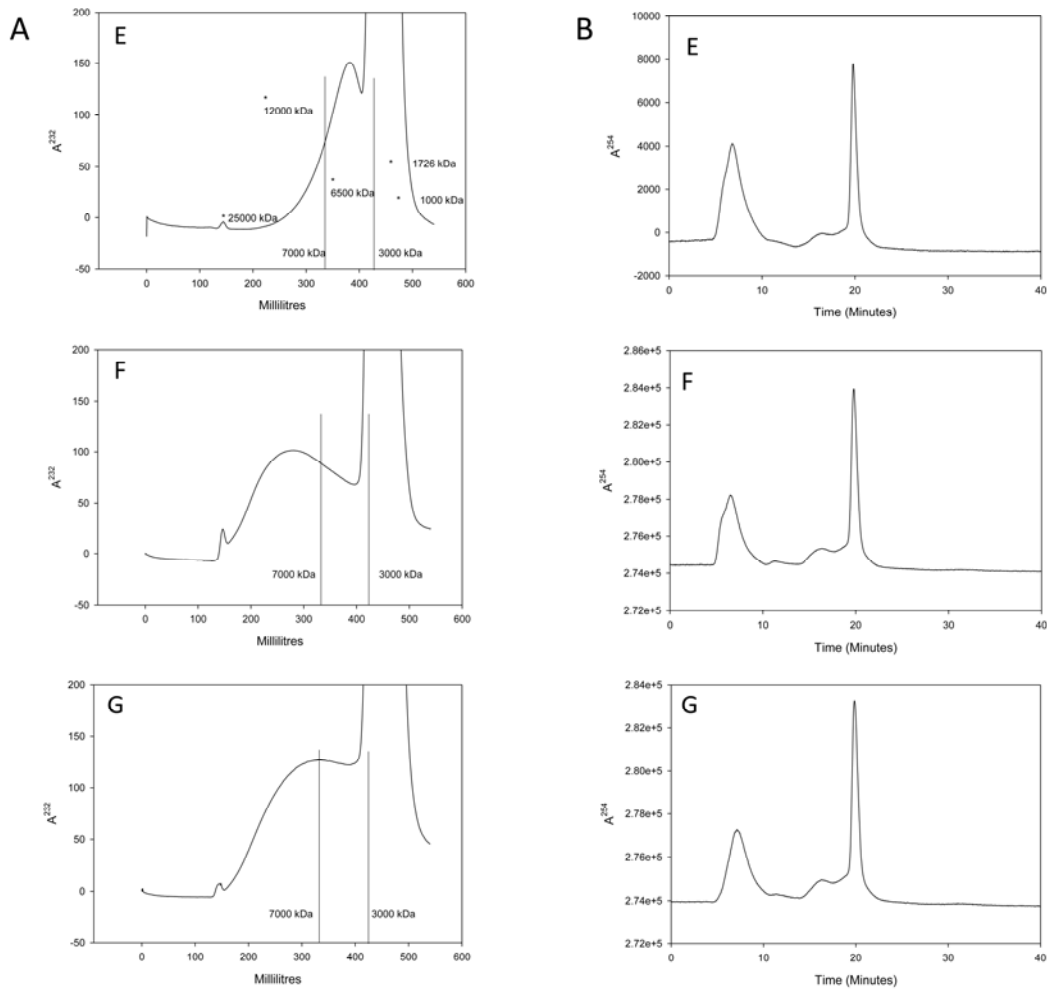 A
B
E
200
150
100
50
0
-50
A232
12000 kDa
25000 kDa
6500 kDa
1726 kDa
1000 kDa
7000 kDa
3000 kDa
0 100 200 300 400 500 600
Millilitres
E
10000
8000
6000
4000
2000
0
-2000
A254
0 10 20 30 40
Time (Minutes)
F
200
150
100
50
0
-50
A232
7000 kDa
3000 kDa
0 100 200 300 400 500 600
Millilitres
F
2.86e+5
2.84e+5
2.82e+5
2.80e+5
2.78e+5
2.76e+5
2.74e+5
2.72e+5
A254
0 10 20 30 40
Time (Minutes)
G
200
150
100
50
0
-50
A232
7000 kDa
3000 kDa
0 100 200 300 400 500 600
Millilitres
G
2.84e+5
2.82e+5
2.80e+5
2.78e+5
2.76e+5
2.74e+5
2.72e+5
A254
0 10 20 30 40
Time (Minutes)